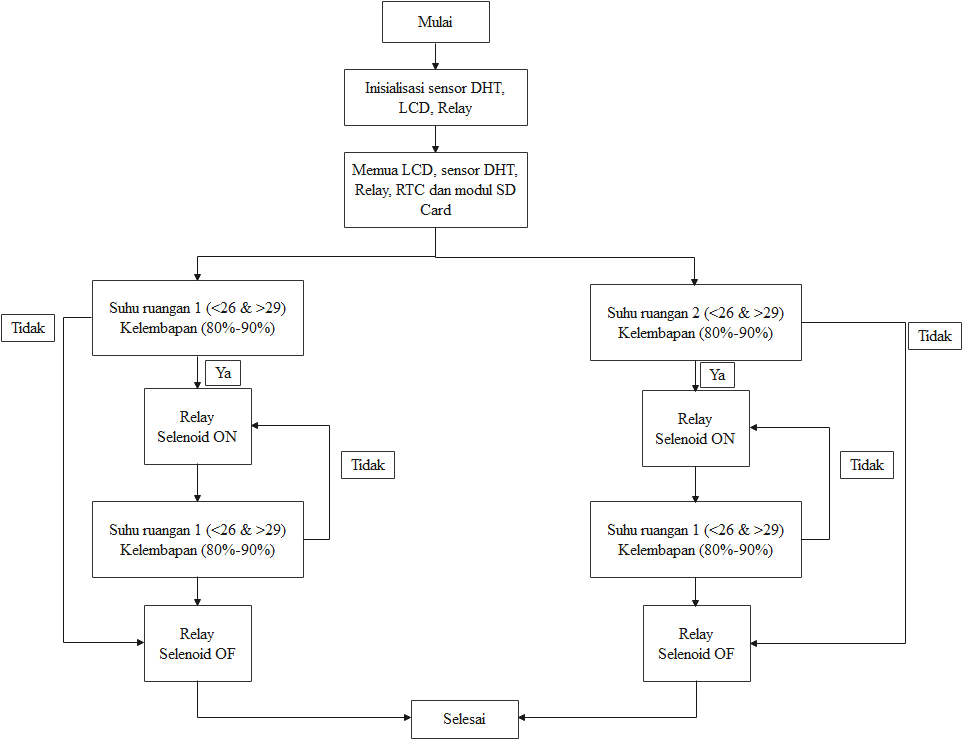 Mulai
Inisialisasi sensor DHT,
LCD, Relay
Memua LCD, sensor DHT,
Relay, RTC dan modul SD
Card
Suhu ruangan 1 (<26 & >29)
Kelembapan (80%-90%)
Tidak
Ya
Relay
Selenoid ON
Tidak
Suhu ruangan 1 (<26 & >29)
Kelembapan (80%-90%)
Relay
Selenoid OF
Suhu ruangan 2 (<26 & >29)
Kelembapan (80%-90%)
Tidak
Ya
Relay
Selenoid ON
Tidak
Suhu ruangan 1 (<26 & >29)
Kelembapan (80%-90%)
Relay
Selenoid OF
Selesai